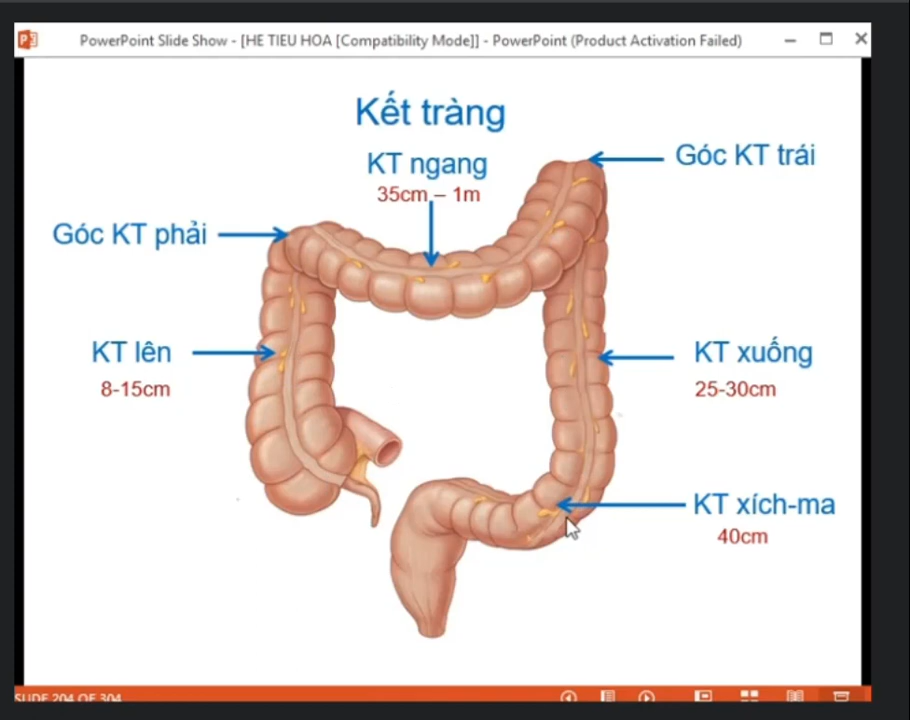 PowerPoint Slide Show - [HE TIEU HOA [Compatibility Mode]] - PowerPoint (Product Activation Failed)
Kết tràng
KT ngang
35cm – 1m
Góc KT trái
Góc KT phải
KT lên
8-15cm
KT xuống
25-30cm
KT xích-ma
40cm
SLIDE 204 OF 304